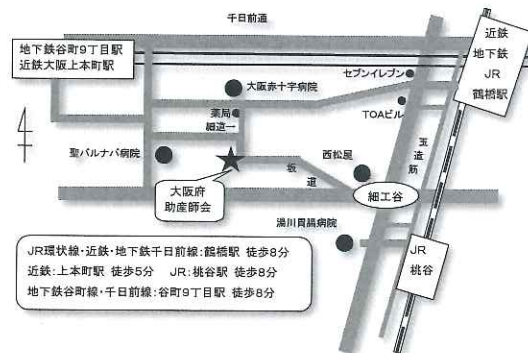 千日前道
地下鉄谷町9丁目駅
近鉄大阪上本町駅
近鉄
地下鉄
JR
鶴橋駅
セブンイレブン
大阪赤十字病院
薬局
細道→
TOAビル
玉造筋
聖バルナバ病院
西松屋
坂道
大阪府
助産師会
細工谷
湯川胃腸病院
JR
桃谷
JR環状線・近鉄・地下鉄千日前線:鶴橋駅 徒歩8分
近鉄:上本町駅 徒歩5分 JR:桃谷駅 徒歩8分
地下鉄谷町線・千日前線:谷町9丁目駅 徒歩8分